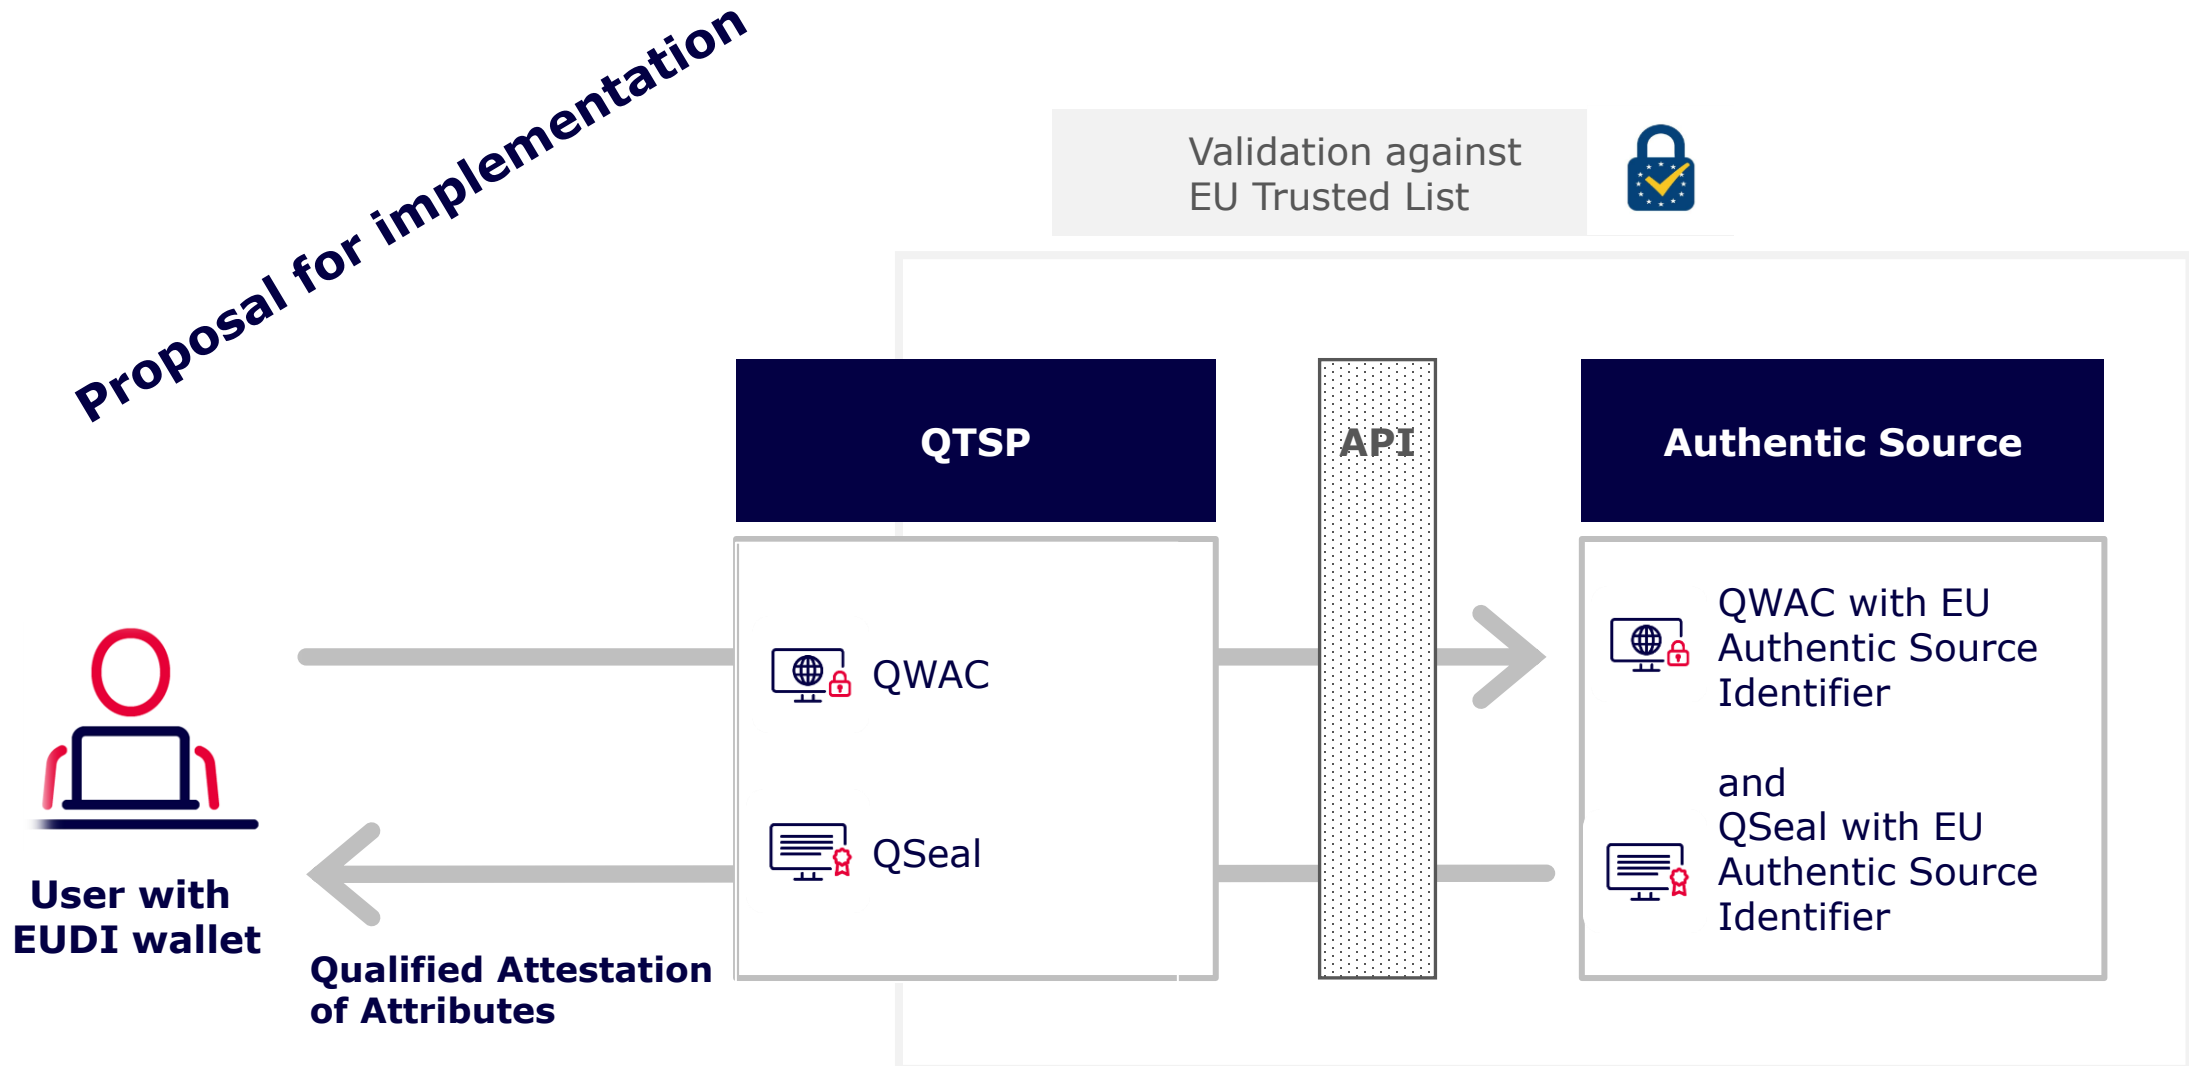 Proposal for implementation
Validation against
EU Trusted List
QTSP
API
Authentic Source
QWAC
QSeal
QWAC with EU
Authentic Source
Identifier
and
QSeal with EU
Authentic Source
Identifier
User with
EUDI wallet
Qualified Attestation
of Attributes